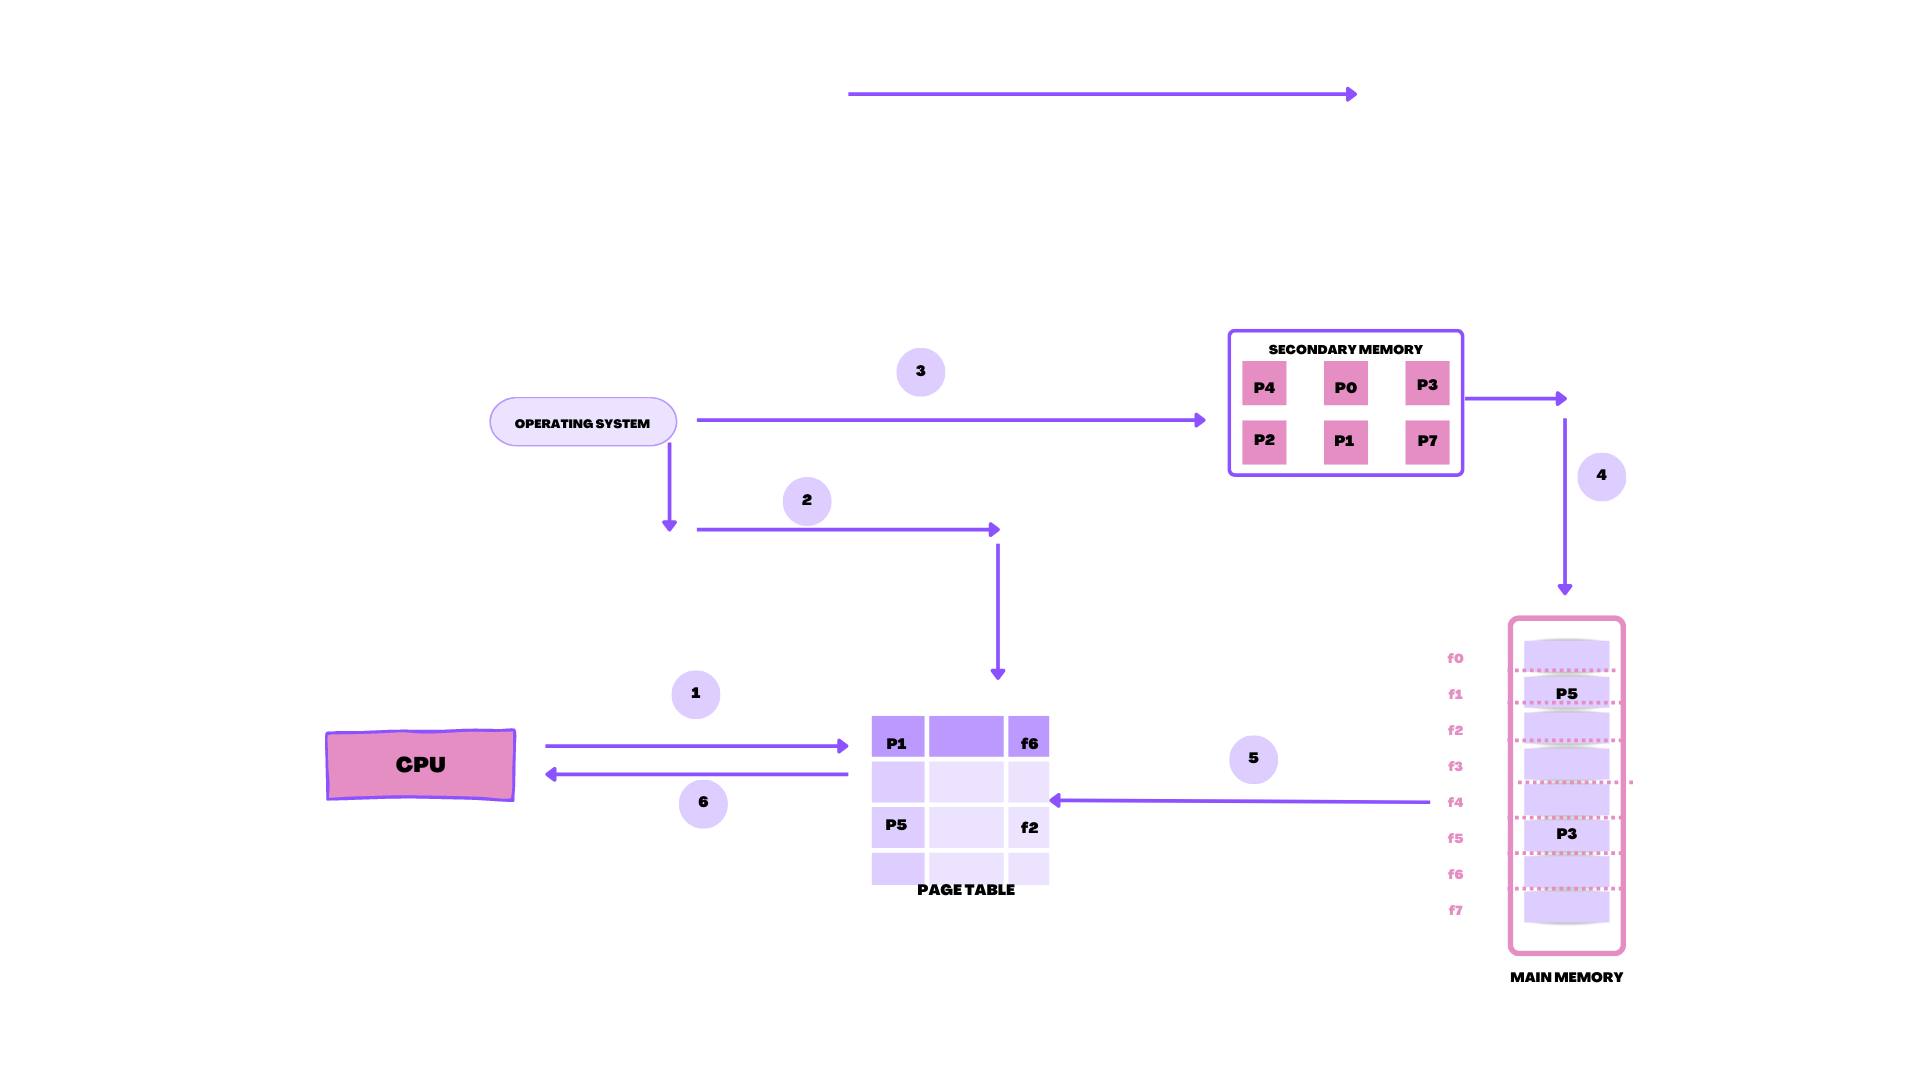 3
SECONDARY MEMORY
P4 P0 P3
P2 P1 P7
OPERATING SYSTEM
4
2
1
CPU
6
P1 f6
P5 f2
PAGE TABLE
5
f0
f1 P5
f2
f3
f4
f5 P3
f6
f7
MAIN MEMORY